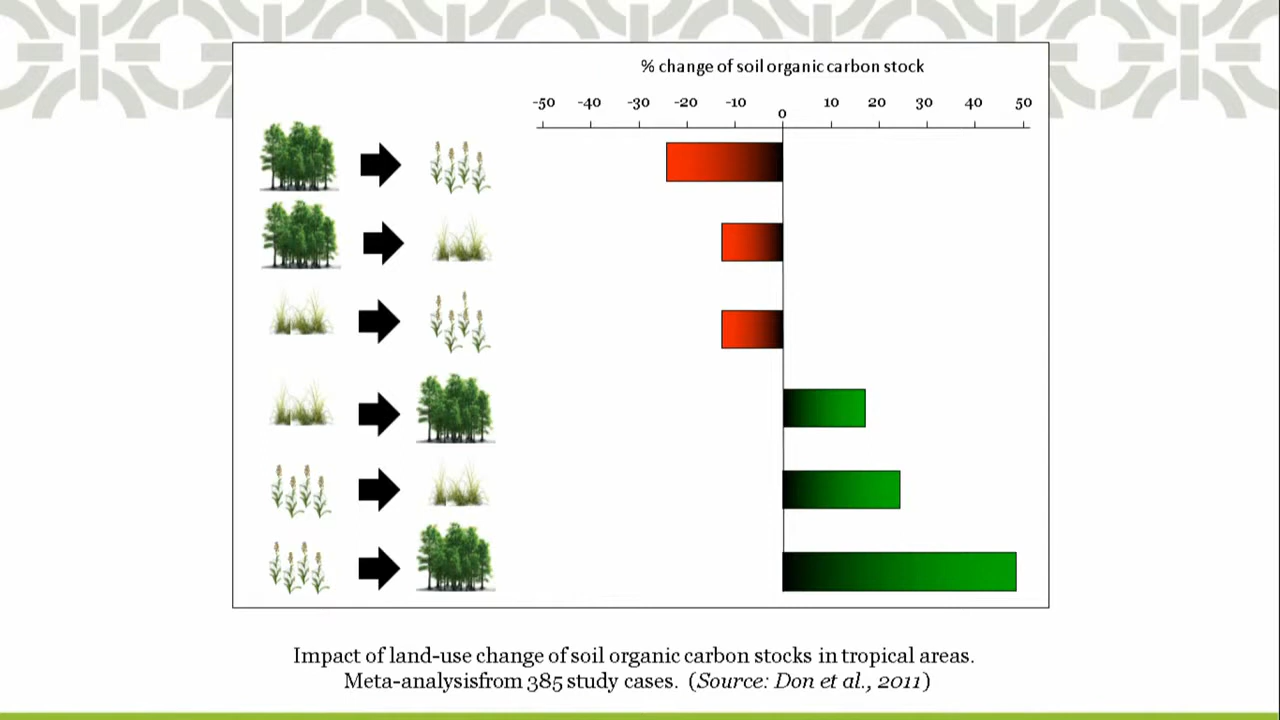 % change of soil organic carbon stock
-50 -40 -30 -20 -10 0 10 20 30 40 50
Impact of land-use change of soil organic carbon stocks in tropical areas.
Meta-analysisfrom 385 study cases. (Source: Don et al., 2011)